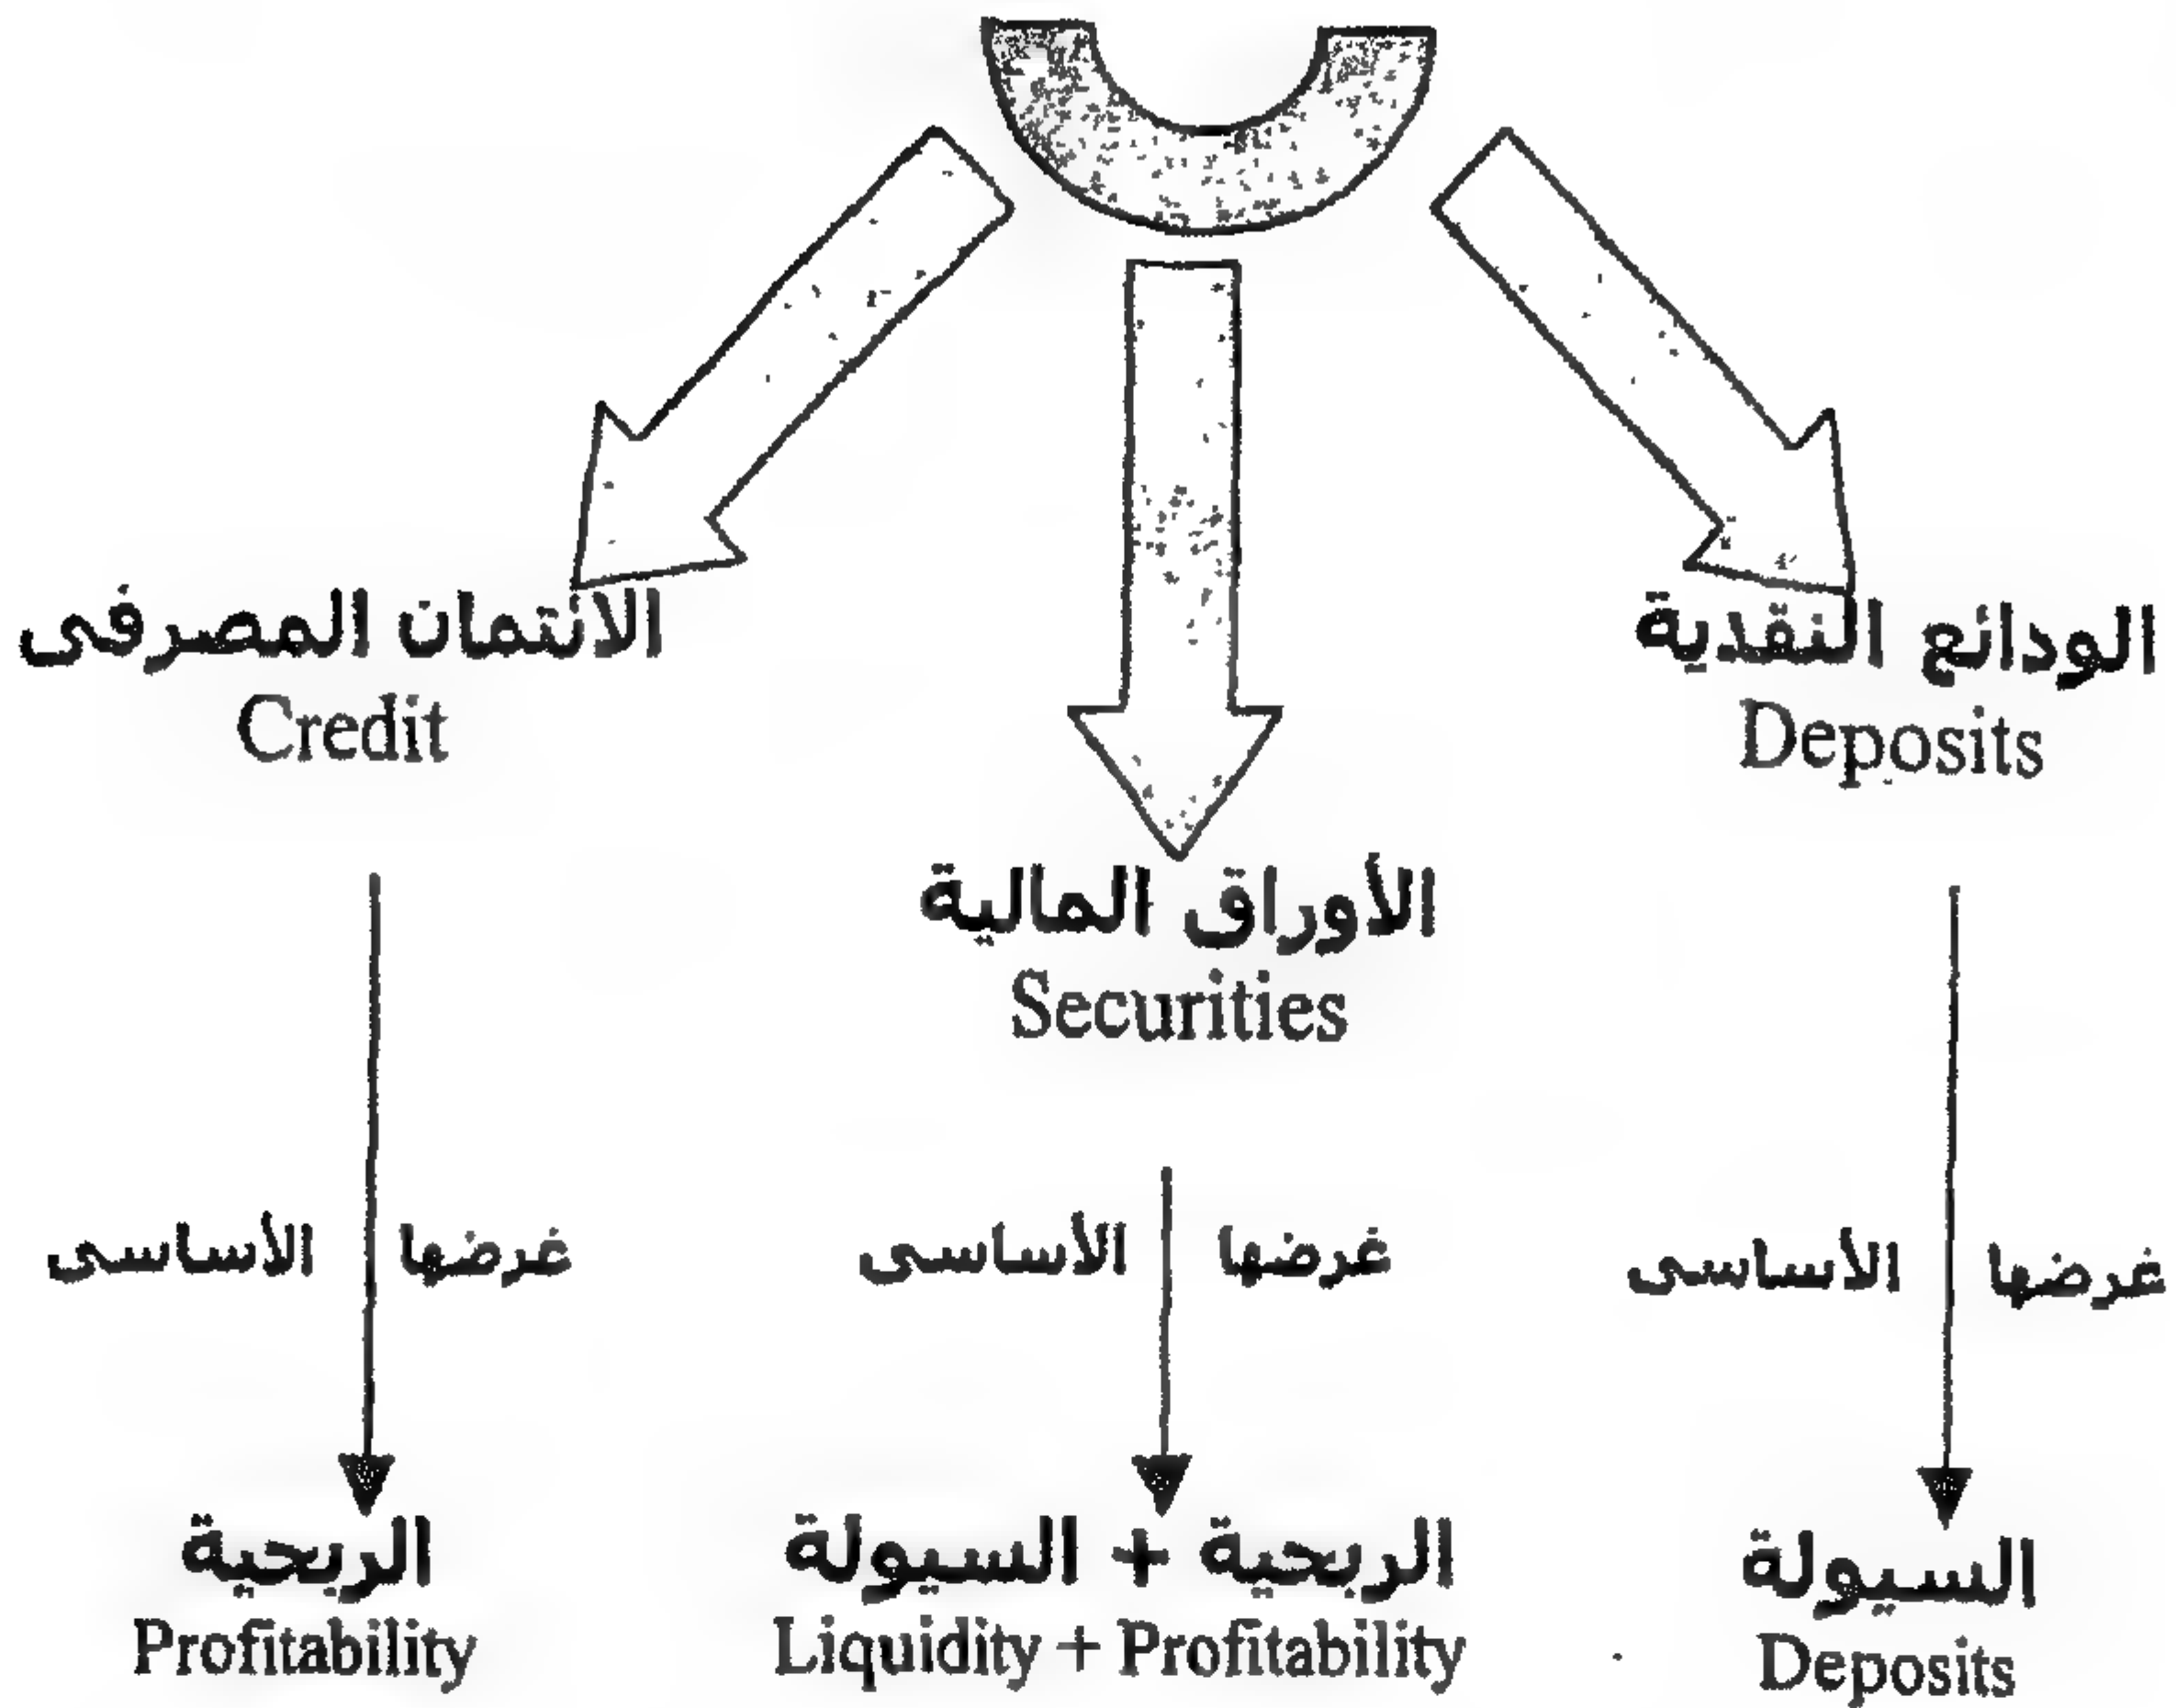 الودائع النقدية
Deposits
الائتمان المصرفى
Credit
الأوراق المالية
Securities
غرضها الأساسى
غرضها الأساسى
غرضها الأساسى
السيولة
Deposits
الربحية + السيولة
Liquidity + Profitability
الربحية
Profitability